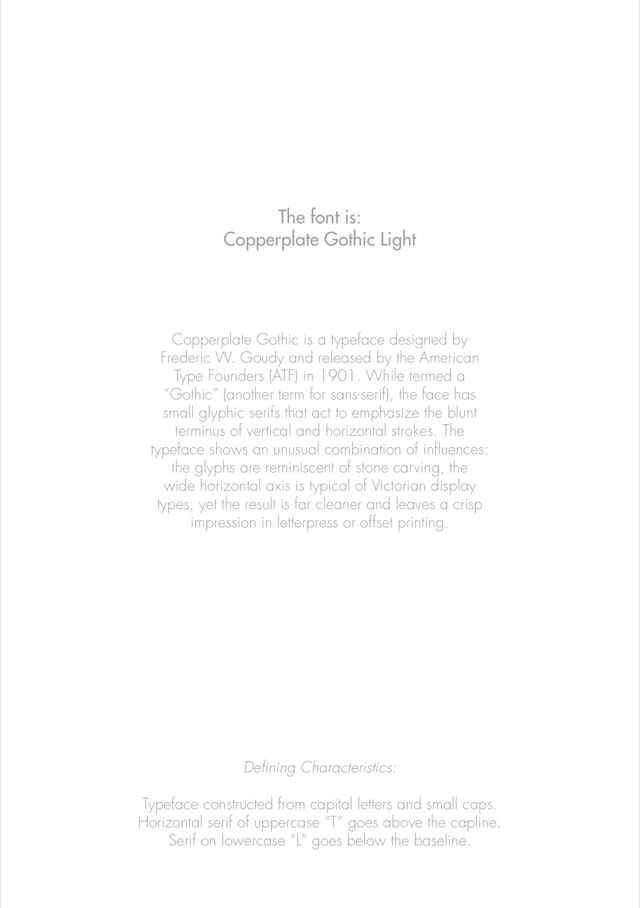 The font is:
Copperplate Gothic Light
Copperplate Gothic is a typeface designed by
Frederic W. Goudy and released by the American
Type Founders (ATF) in 1901. While termed a
“Gothic” (another term for sans-serif), the face has
small glyphic serifs that act to emphasize the blunt
terminus of vertical and horizontal strokes. The
typeface shows an unusual combination of influences:
the glyphs are reminiscent of stone carving, the
wide horizontal axis is typical of Victorian display
types, yet the result is far cleaner and leaves a crisp
impression in letterpress or offset printing.
Defining Characteristics:
Typeface constructed from capital letters and small caps.
Horizontal serif of uppercase “T” goes above the capline.
Serif on lowercase “L” goes below the baseline.